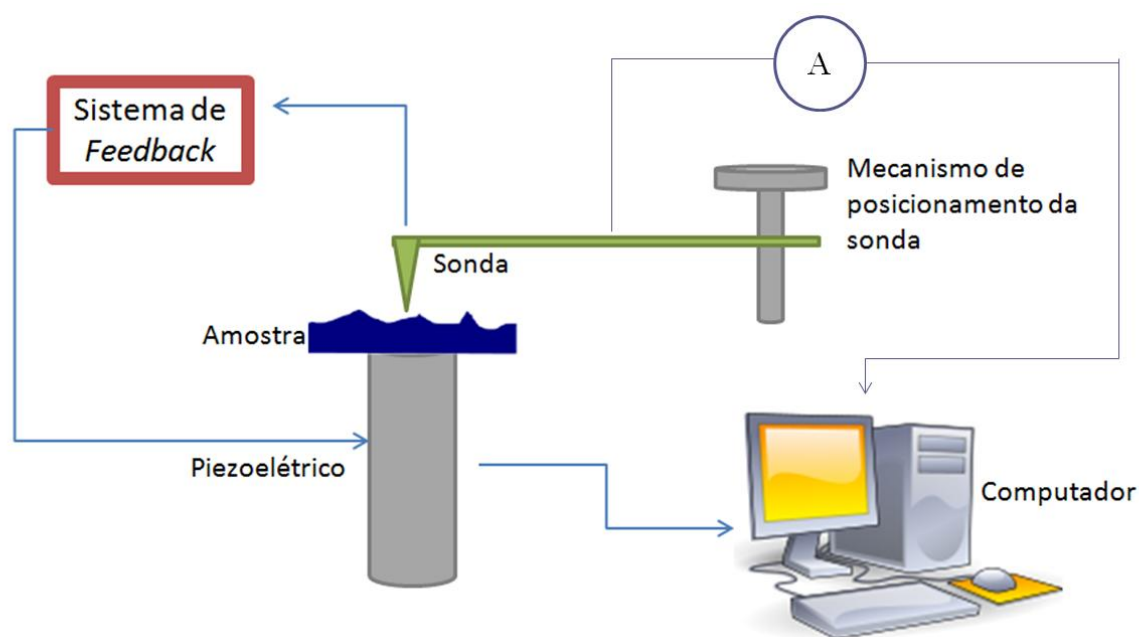 A
Sistema de
Feedback
Mecanismo de
posicionamento da
sonda
Sonda
Amostra
Piezoelétrico
Computador